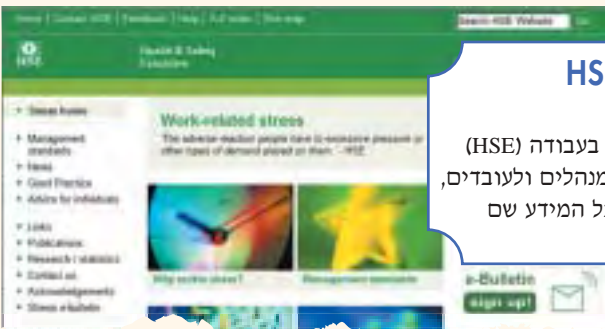 Home | Contact HSE | Feedback | Help | A-Z index | Site map
Search HSE Website
Go
HSE
Health & Safety
Executive
HS
Stress home
Management
standards
News
Good Practice
Advice for individuals
Links
Publications
Research / statistics
Contact us
Acknowledgements
Stress e-bulletin
Work-related stress
The adverse reaction people have to excessive pressure or
other types of demand placed on them - HSE
בעבודה (HSE)
מנהלים ולעובדים,
המידע שם
Why tackle stress?
Management standards
e-Bulletin
sign up!